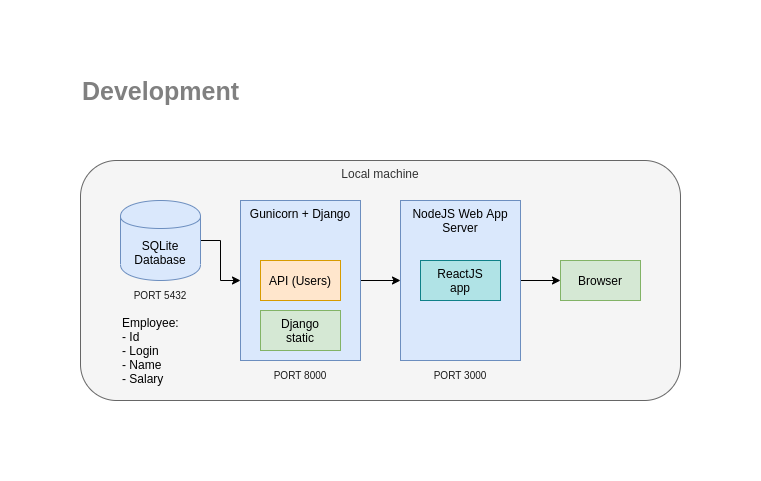 Development
Local machine
SQLite
Database
PORT 5432
Employee:
- Id
- Login
- Name
- Salary
Gunicorn + Django
API (Users)
Django
static
PORT 8000
NodeJS Web App
Server
ReactJS
app
PORT 3000
Browser